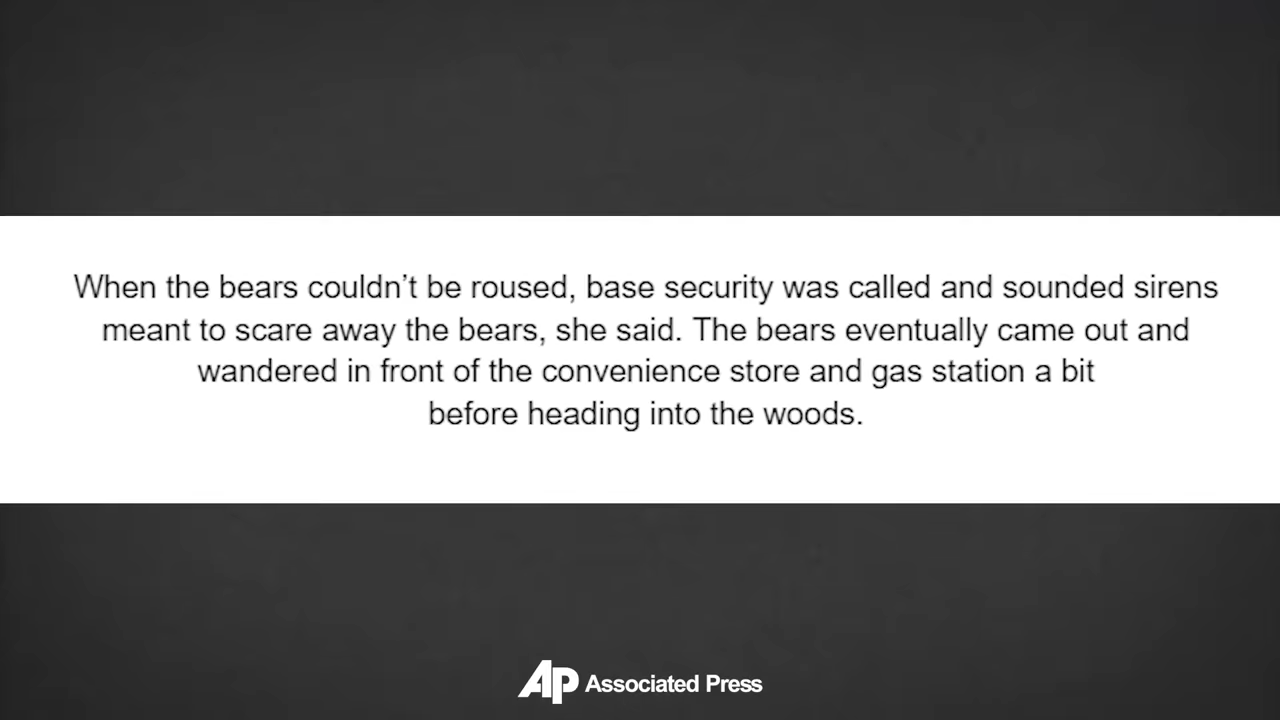 When the bears couldn’t be roused, base security was called and sounded sirens
meant to scare away the bears, she said. The bears eventually came out and
wandered in front of the convenience store and gas station a bit
before heading into the woods.
AP Associated Press